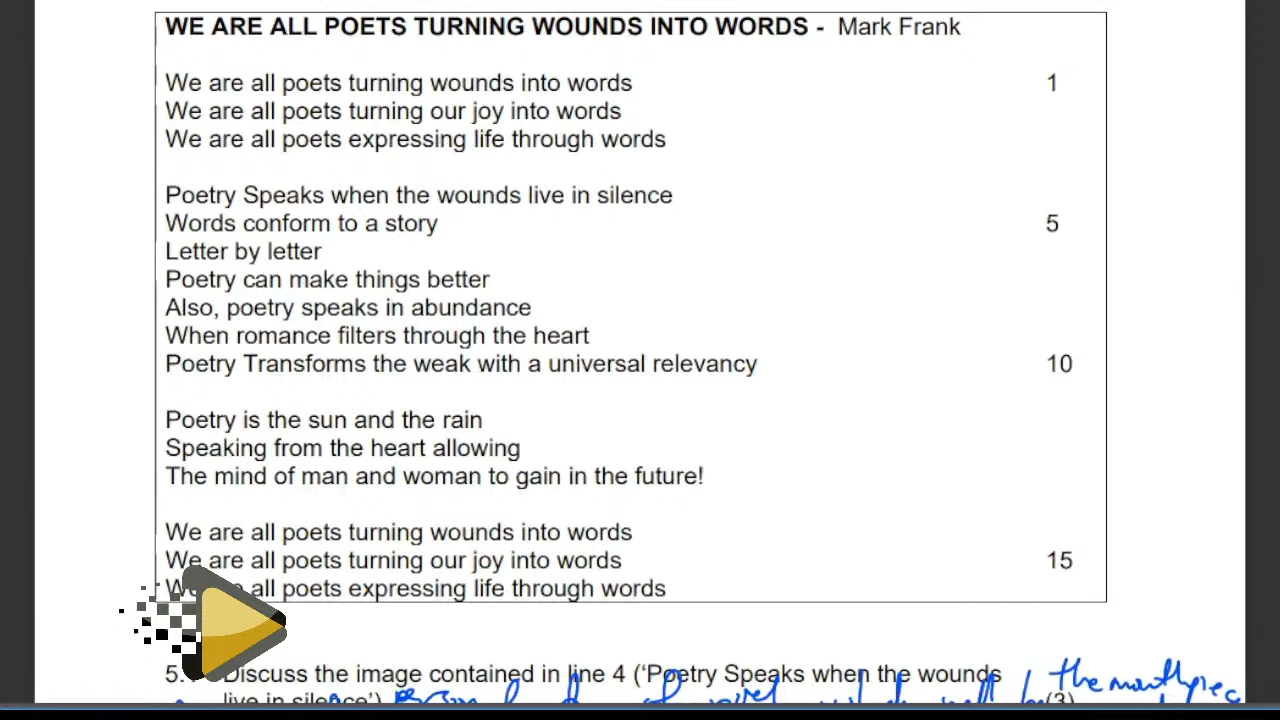 WE ARE ALL POETS TURNING WOUNDS INTO WORDS - Mark Frank
We are all poets turning wounds into words 1
We are all poets turning our joy into words
We are all poets expressing life through words
Poetry Speaks when the wounds live in silence
Words conform to a story 5
Letter by letter
Poetry can make things better
Also, poetry speaks in abundance
When romance filters through the heart
Poetry Transforms the weak with a universal relevancy 10
Poetry is the sun and the rain
Speaking from the heart allowing
The mind of man and woman to gain in the future!
We are all poets turning wounds into words
We are all poets turning our joy into words 15
all poets expressing life through words
Discuss the image contained in line 4 (‘Poetry Speaks when the wounds
live in silence’) (3)
the mouthpiece